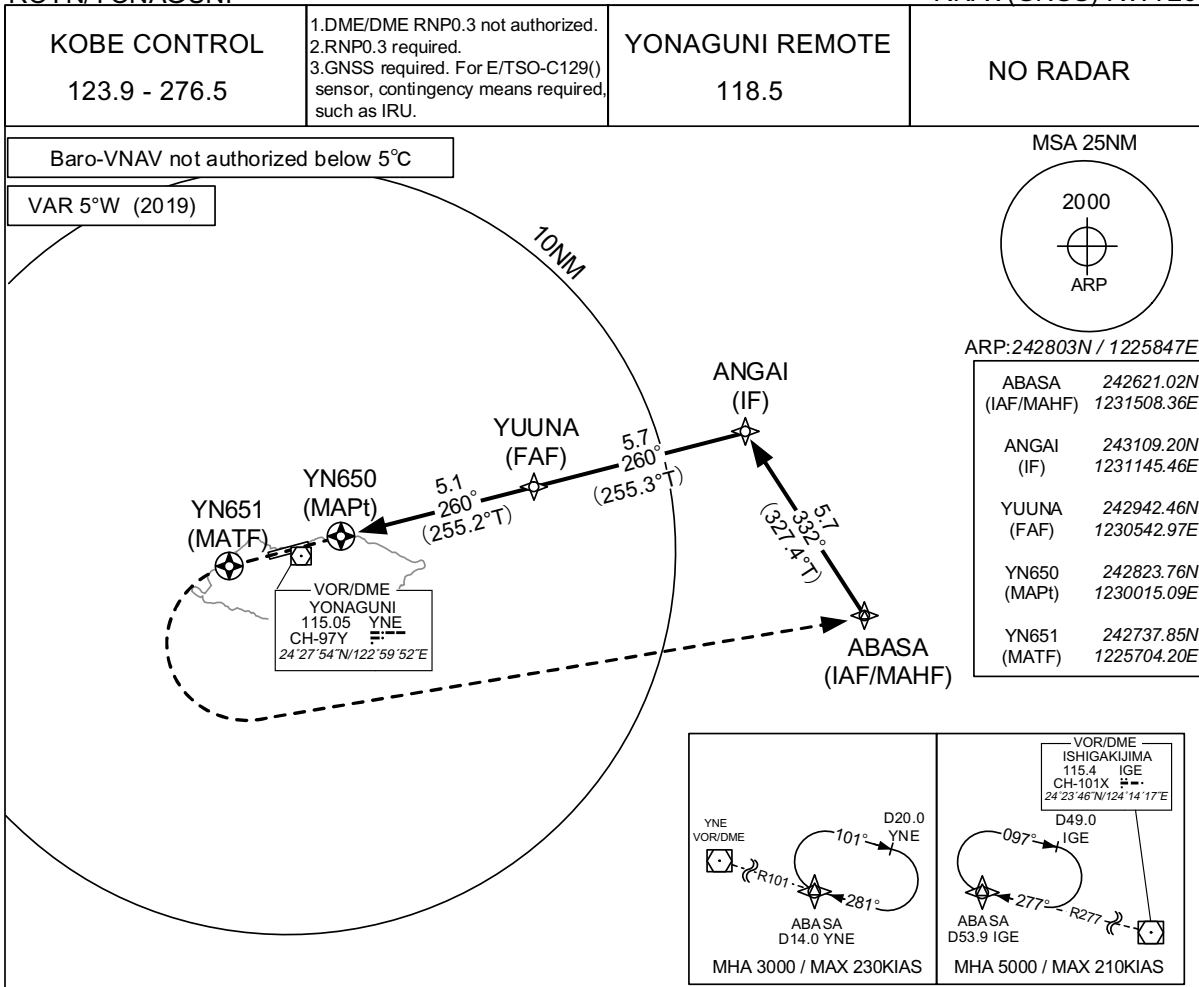 KOBE CONTROL
123.9 - 276.5
1.DME/DME RNP0.3 not authorized.
2.RNP0.3 required.
3.GNSS required. For E/TSO-C129()
sensor, contingency means required,
such as IRU.
YONAGUNI REMOTE
118.5
NO RADAR
Baro-VNAV not authorized below 5°C
VAR 5°W (2019)
MSA 25NM
2000
ARP
ARP:242803N / 1225847E
10NM
ANGAI
(IF)
YUUNA
(FAF)
YN650
(MAPt)
YN651
(MATF)
5.7
260°
(255.3°T)
5.1
260°
(255.2°T)
5.7
332°
(327.4°T)
ABASA
(IAF/MAHF)
VOR/DME
YONAGUNI
115.05 YNE
CH-97Y
24°27´54˝N/122°59´52˝E
ABASA 242621.02N
(IAF/MAHF) 1231508.36E
ANGAI 243109.20N
(IF) 1231145.46E
YUUNA 242942.46N
(FAF) 1230542.97E
YN650 242823.76N
(MAPt) 1230015.09E
YN651 242737.85N
(MATF) 1225704.20E
YNE
VOR/DME
R101
101°
281°
D20.0
YNE
ABASA
D14.0 YNE
MHA 3000 / MAX 230KIAS
VOR/DME
ISHIGAKIJIMA
115.4 IGE
CH-101X
24°23´46˝N/124°14´17˝E
D49.0
IGE
097°
277°
R277
ABASA
D53.9 IGE
MHA 5000 / MAX 210KIAS